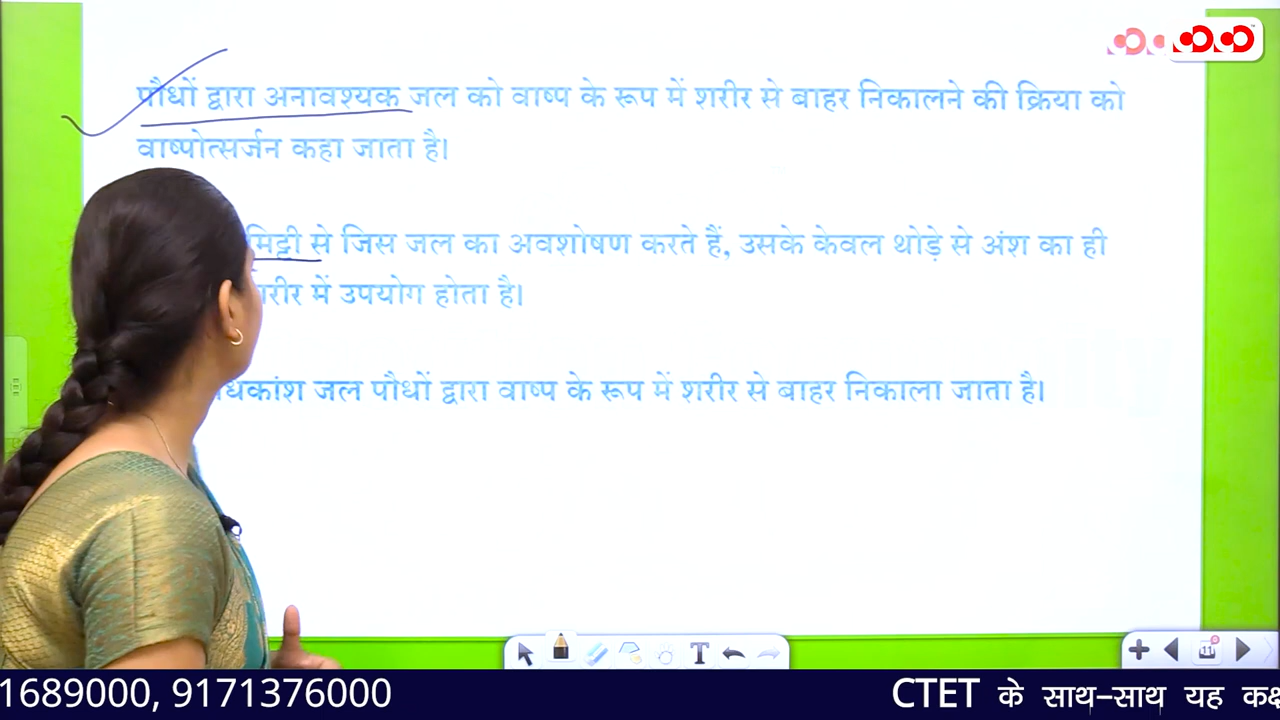 पौधों द्वारा अनावश्यक जल को वाष्प के रूप में शरीर से बाहर निकालने की क्रिया को
वाष्पोत्सर्जन कहा जाता है।
मिट्टी से जिस जल का अवशोषण करते हैं, उसके केवल थोड़े से अंश का ही
में उपयोग होता है।
जल पौधों द्वारा वाष्प के रूप में शरीर से बाहर निकाला जाता है।
11
T
1689000, 9171376000
CTET के साथ-साथ यह